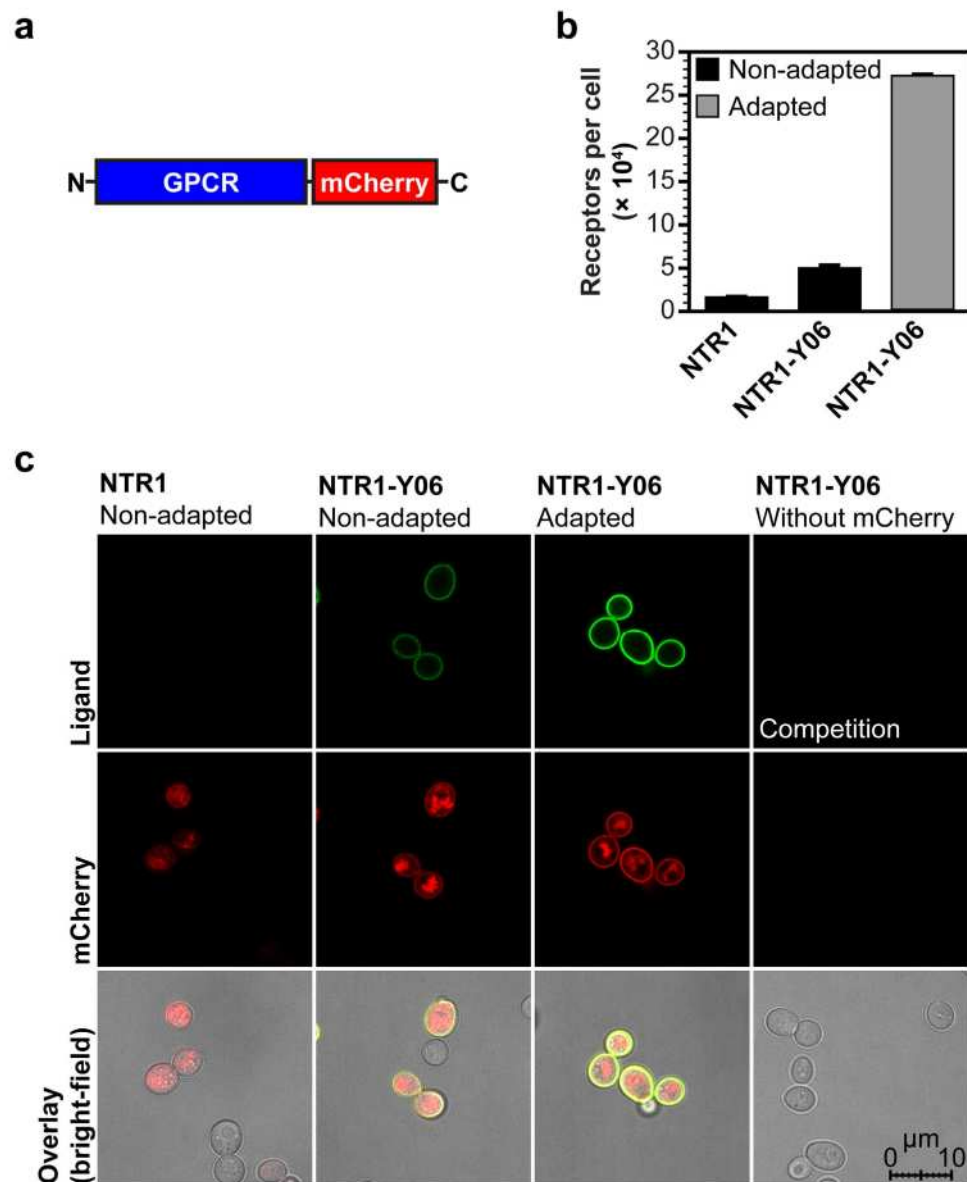 a
N
GPCR
mCherry
C
b
Receptors per cell
(× 10⁴)
30
25
20
15
10
5
0
Non-adapted
Adapted
NTR1
NTR1-Y06
NTR1-Y06
c
NTR1
Non-adapted
NTR1-Y06
Non-adapted
NTR1-Y06
Adapted
NTR1-Y06
Without mCherry
Ligand
Competition
mCherry
Overlay
(bright-field)
µm
0 10